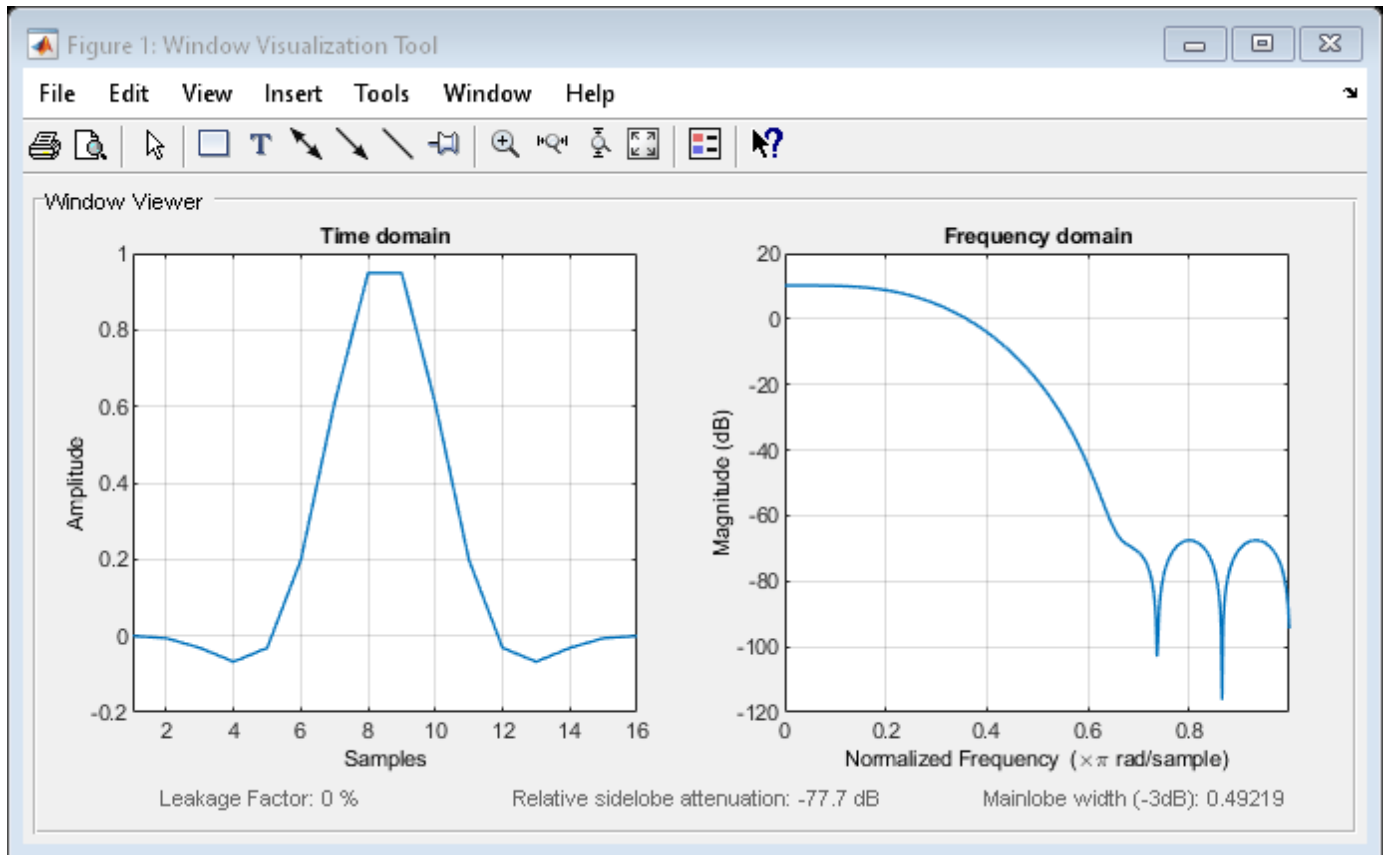 Figure 1: Window Visualization Tool
File Edit View Insert Tools Window Help
T
?
Window Viewer
Time domain
1
0.8
0.6
0.4
0.2
0
-0.2
Amplitude
2 4 6 8 10 12 14 16
Samples
Frequency domain
20
0
-20
-40
-60
-80
-100
-120
Magnitude (dB)
0 0.2 0.4 0.6 0.8
Normalized Frequency (×π rad/sample)
Leakage Factor: 0 % Relative sidelobe attenuation: -77.7 dB Mainlobe width (-3dB): 0.49219